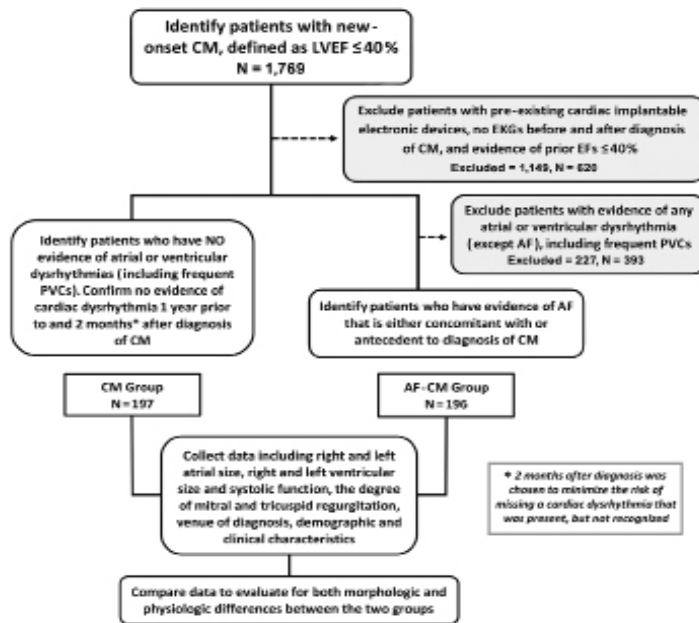 Identify patients with new-
onset CM, defined as LVEF ≤40%
N = 1,769
Exclude patients with pre-existing cardiac implantable
electronic devices, no EKGs before and after diagnosis
of CM, and evidence of prior EFs ≤40%
Excluded = 1,149, N = 620
Exclude patients with evidence of any
atrial or ventricular dysrhythmia
(except AF), including frequent PVCs
Excluded = 227, N = 393
Identify patients who have NO
evidence of atrial or ventricular
dysrhythmias (including frequent
PVCs). Confirm no evidence of
cardiac dysrhythmia 1 year prior
to and 2 months* after diagnosis
of CM
Identify patients who have evidence of AF
that is either concomitant with or
antecedent to diagnosis of CM
CM Group
N = 197
AF-CM Group
N = 196
Collect data including right and left
atrial size, right and left ventricular
size and systolic function, the degree
of mitral and tricuspid regurgitation,
venue of diagnosis, demographic and
clinical characteristics
* 2 months after diagnosis was
chosen to minimize the risk of
missing a cardiac dysrhythmia that
was present, but not recognized
Compare data to evaluate for both morphologic and
physiologic differences between the two groups